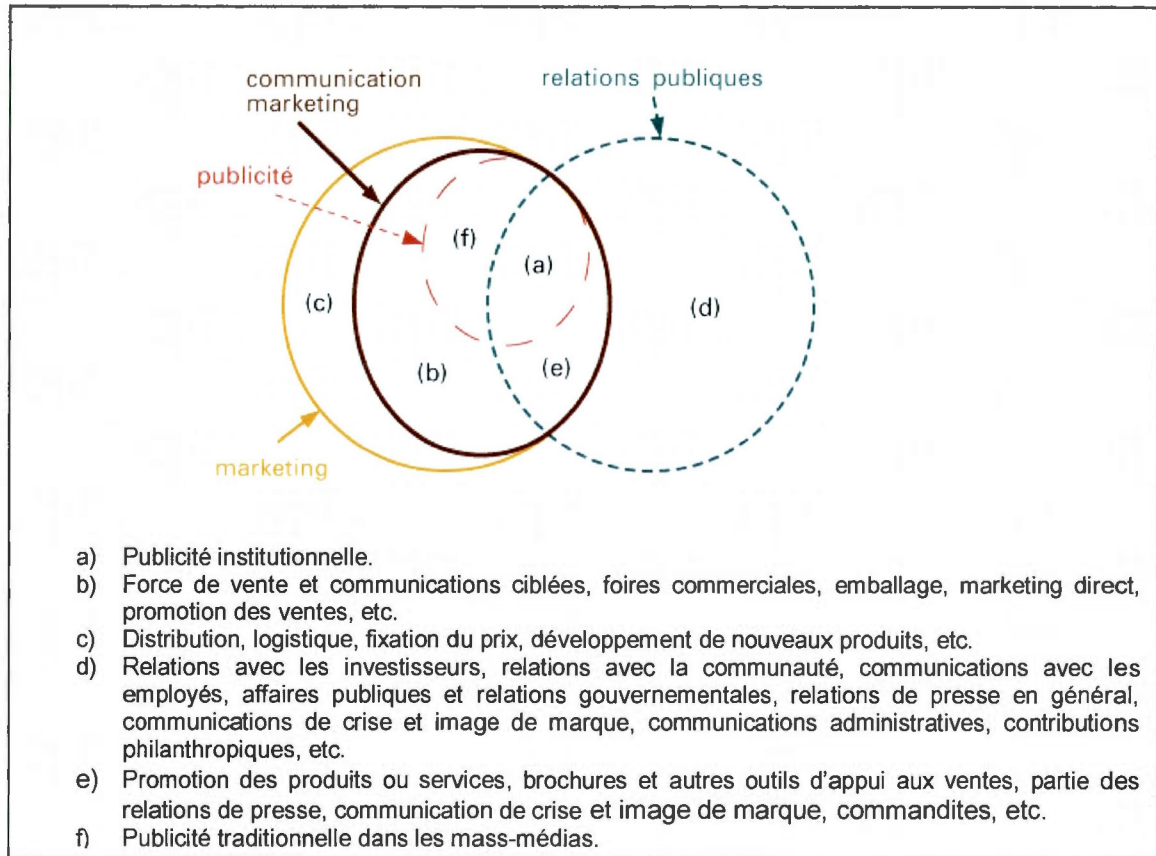 communication
marketing
relations publiques
publicité
(f)
(a)
(c)
(d)
(b)
(e)
marketing
a) Publicité institutionnelle.
b) Force de vente et communications ciblées, foires commerciales, emballage, marketing direct,
promotion des ventes, etc.
c) Distribution, logistique, fixation du prix, développement de nouveaux produits, etc.
d) Relations avec les investisseurs, relations avec la communauté, communications avec les
employés, affaires publiques et relations gouvernementales, relations de presse en général,
communications de crise et image de marque, communications administratives, contributions
philanthropiques, etc.
e) Promotion des produits ou services, brochures et autres outils d'appui aux ventes, partie des
relations de presse, communication de crise et image de marque, commandites, etc.
f) Publicité traditionnelle dans les mass-médias.